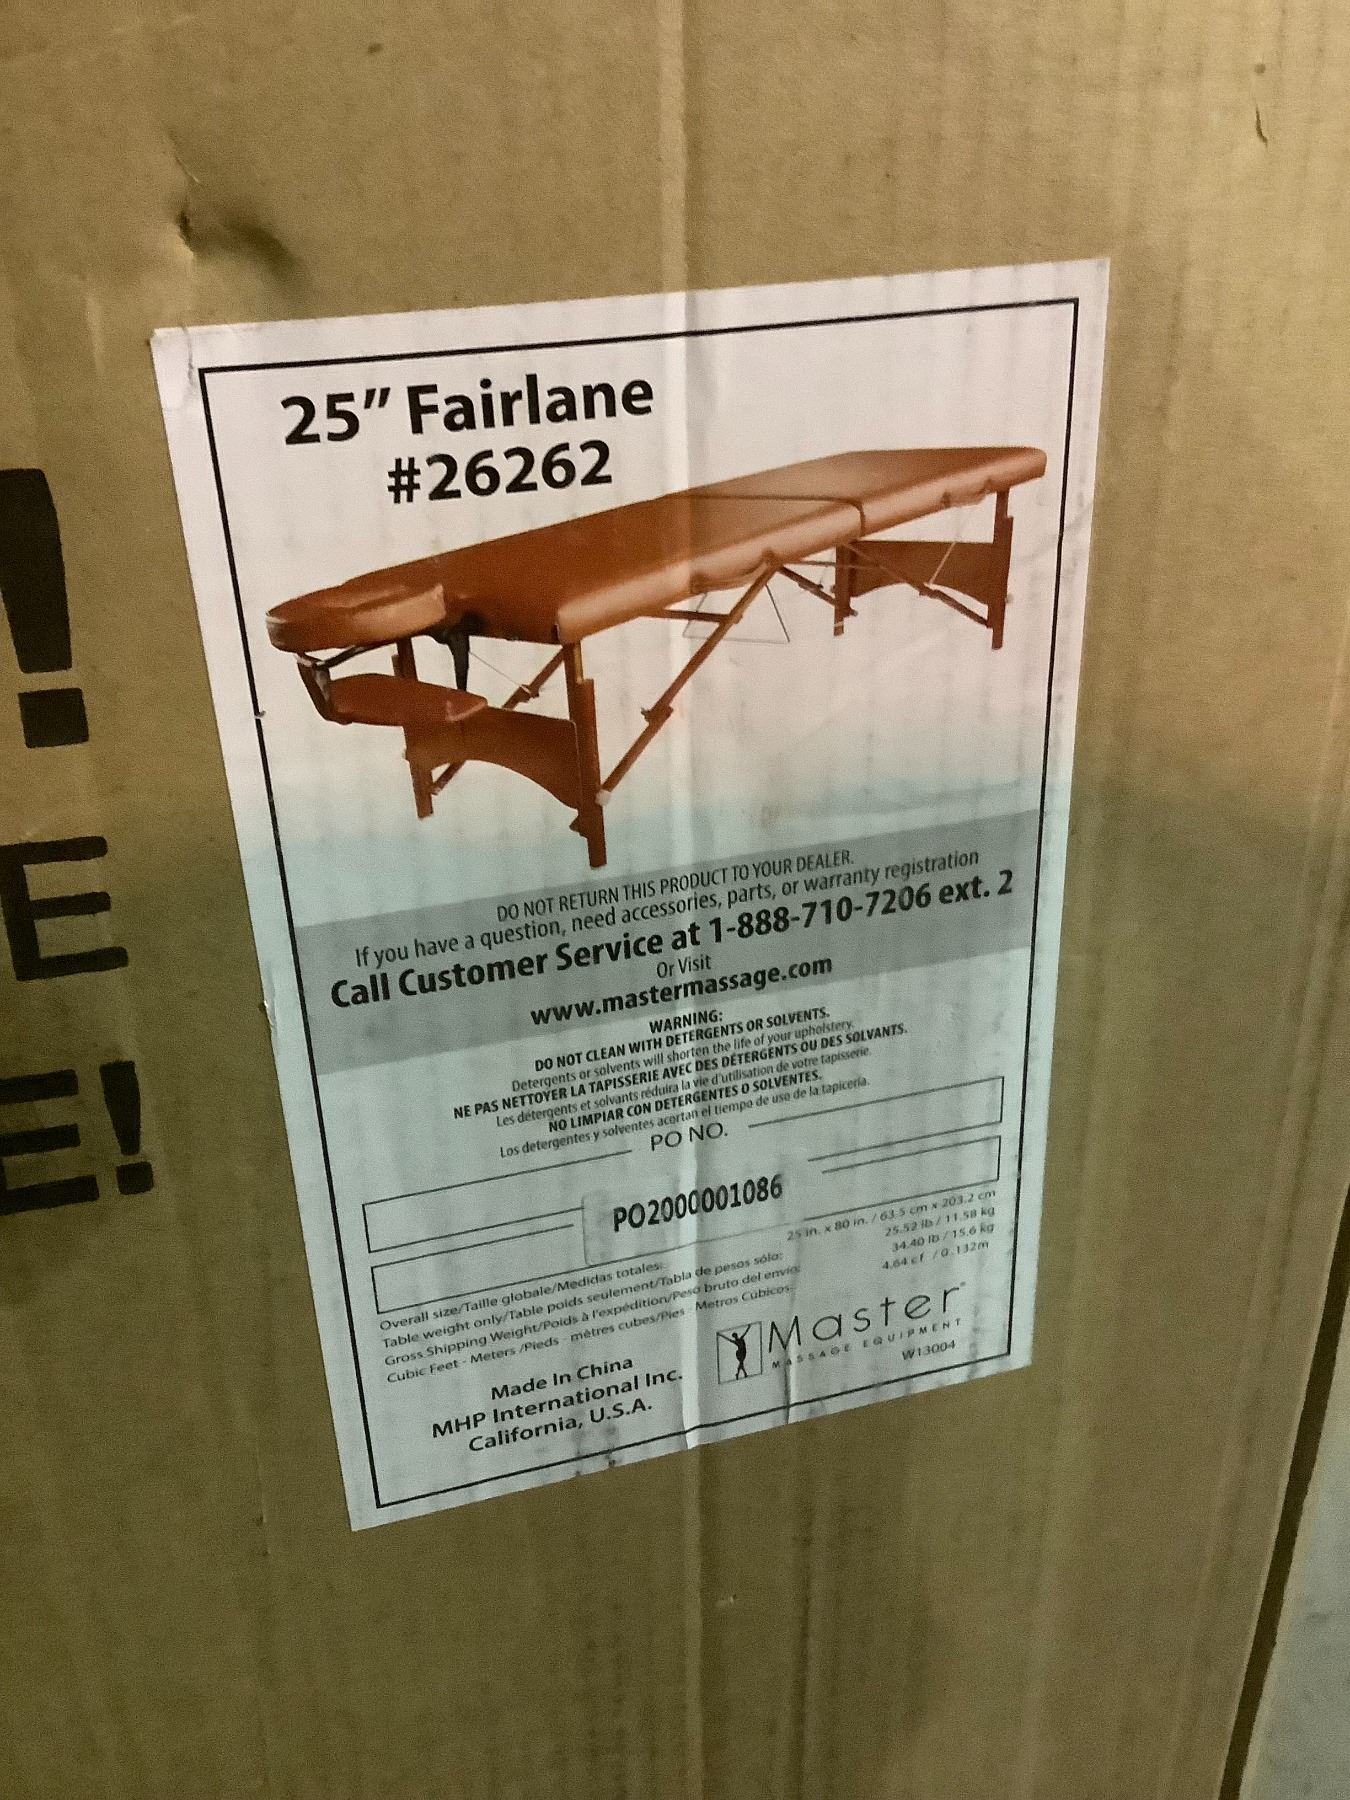 25" Fairlane
#26262
DO NOT RETURN THIS PRODUCT TO YOUR DEALER.
If you have a question, need accessories, parts, or warranty registration
Call Customer Service at 1-888-710-7206 ext. 2
Or Visit
www.mastermassage.com
WARNING:
DO NOT CLEAN WITH DETERGENTS OR SOLVENTS.
Detergents or solvents will shorten the life of your upholstery.
NE PAS NETTOYER LA TAPISSERIE AVEC DES DÉTERGENTS OU DES SOLVANTS.
Les détergents et solvants réduira la vie d'utilisation de votre tapisserie.
NO LIMPIAR CON DETERGENTES O SOLVENTES.
Los detergentes y solventes acortan el tiempo de uso de la tapicería.
PO NO.
PO2000001086
Overall size/Taille globale/Medidas totales: 25 in. x 80 in. / 63.5 cm x 203.2 cm
Table weight only/Table poids seulement/Tabla de pesos sólo: 25.52 lb / 11.58 kg
Gross Shipping Weight/Poids à l'expédition/Peso bruto del envío: 34.40 lb / 15.6 kg
Cubic Feet - Meters /Pieds - mètres cubes/Pies - Metros Cúbicos: 4.64 cf / 0.132m
Made In China
MHP International Inc.
California, U.S.A.
Master
MASSAGE EQUIPMENT
W13004
!
E
E!